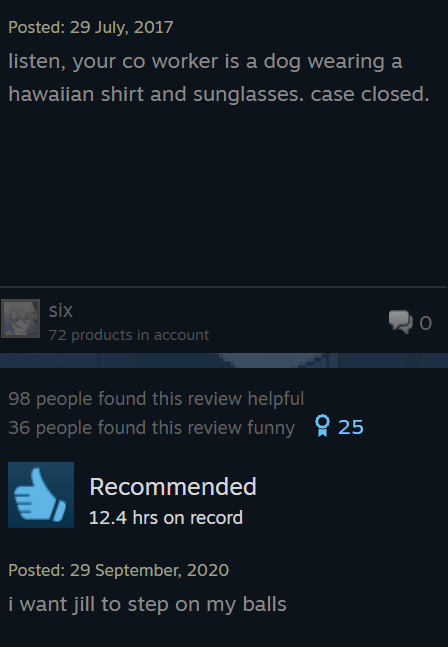 Posted: 29 July, 2017
listen, your co worker is a dog wearing a
hawaiian shirt and sunglasses. case closed.
six
72 products in account
0
98 people found this review helpful
36 people found this review funny
25
Recommended
12.4 hrs on record
Posted: 29 September, 2020
i want jill to step on my balls